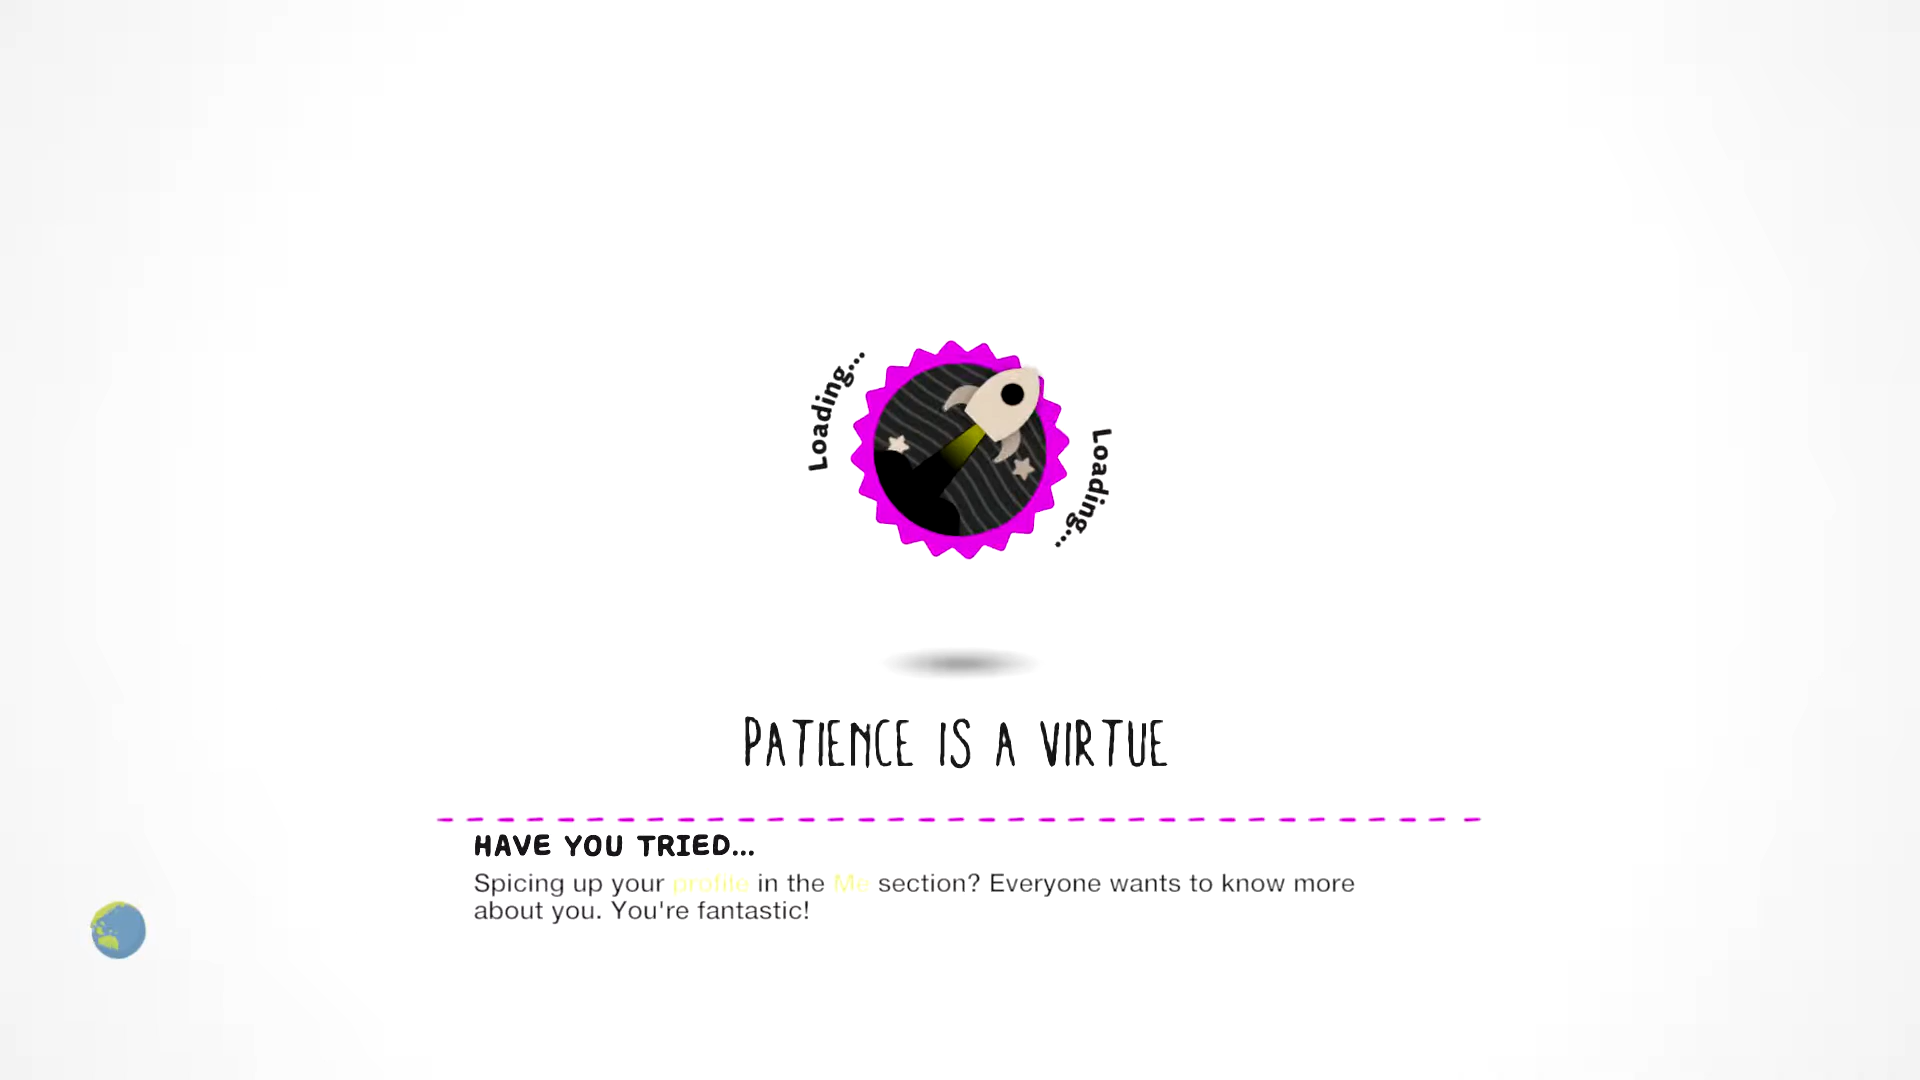 Loading...
Loading...
PATIENCE IS A VIRTUE
HAVE YOU TRIED...
Spicing up your profile in the Me section? Everyone wants to know more
about you. You're fantastic!